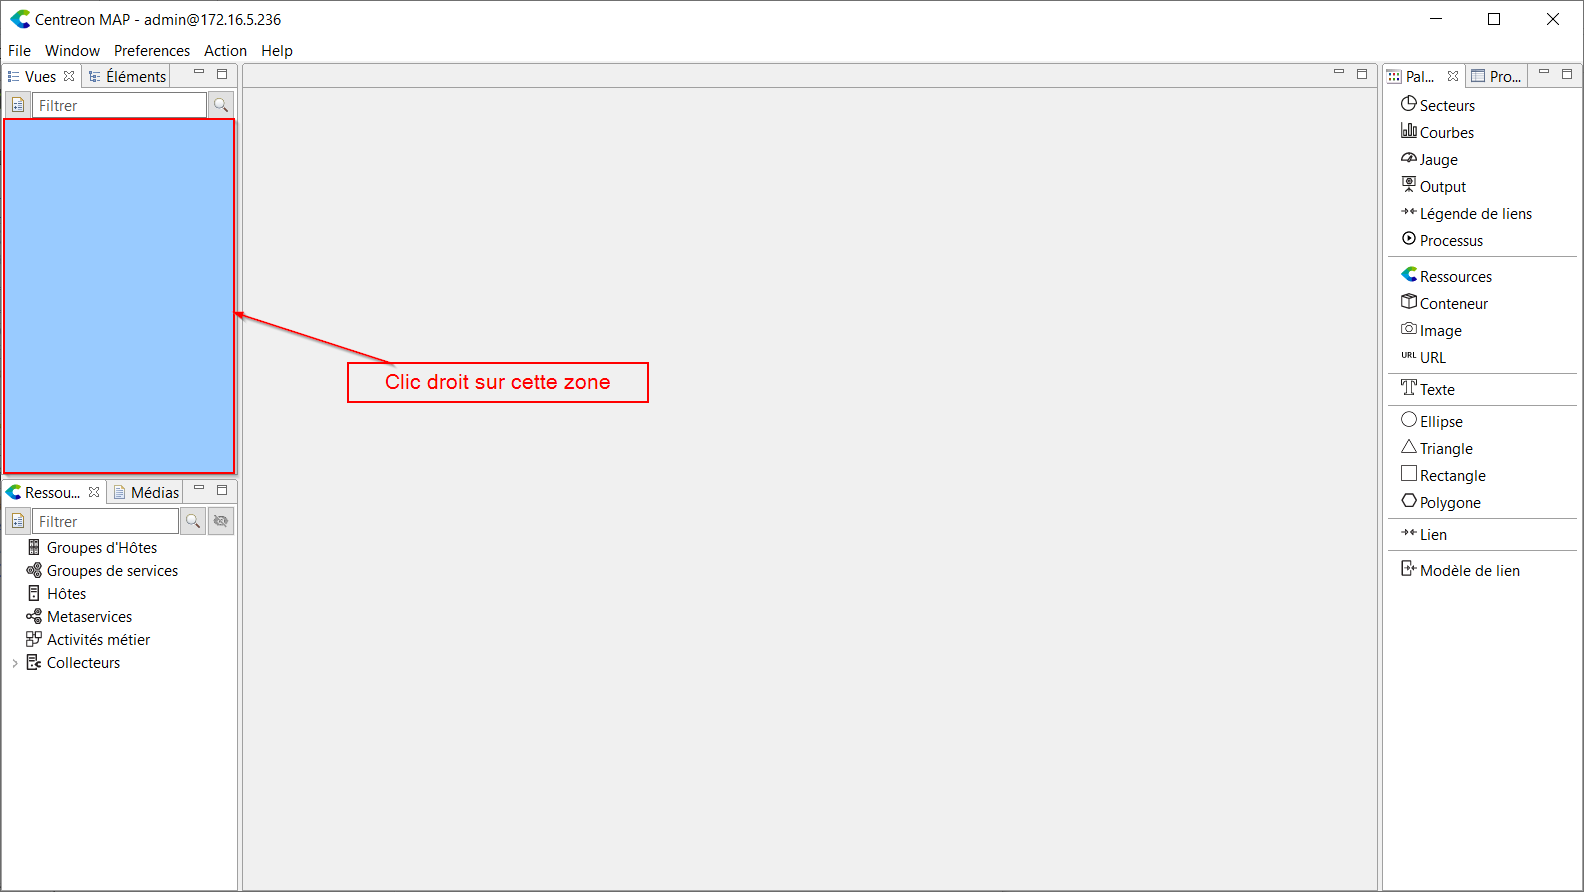 Centreon MAP - admin@172.16.5.236
File Window Preferences Action Help
Vues Éléments
Filtrer
Clic droit sur cette zone
Ressou... Médias
Filtrer
Groupes d'Hôtes
Groupes de services
Hôtes
Metaservices
Activités métier
Collecteurs
Pal... Pro...
Secteurs
Courbes
Jauge
Output
Légende de liens
Processus
Ressources
Conteneur
Image
URL URL
Texte
Ellipse
Triangle
Rectangle
Polygone
Lien
Modèle de lien